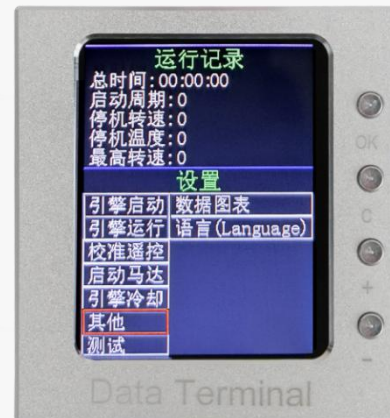 运行记录
总时间:00:00:00
启动周期:0
停机转速:0
停机温度:0
最高转速:0
设置
引擎启动 数据图表
引擎运行 语言(Language)
校准遥控
启动马达
引擎冷却
其他
测试
OK
C
+
-
Data Terminal